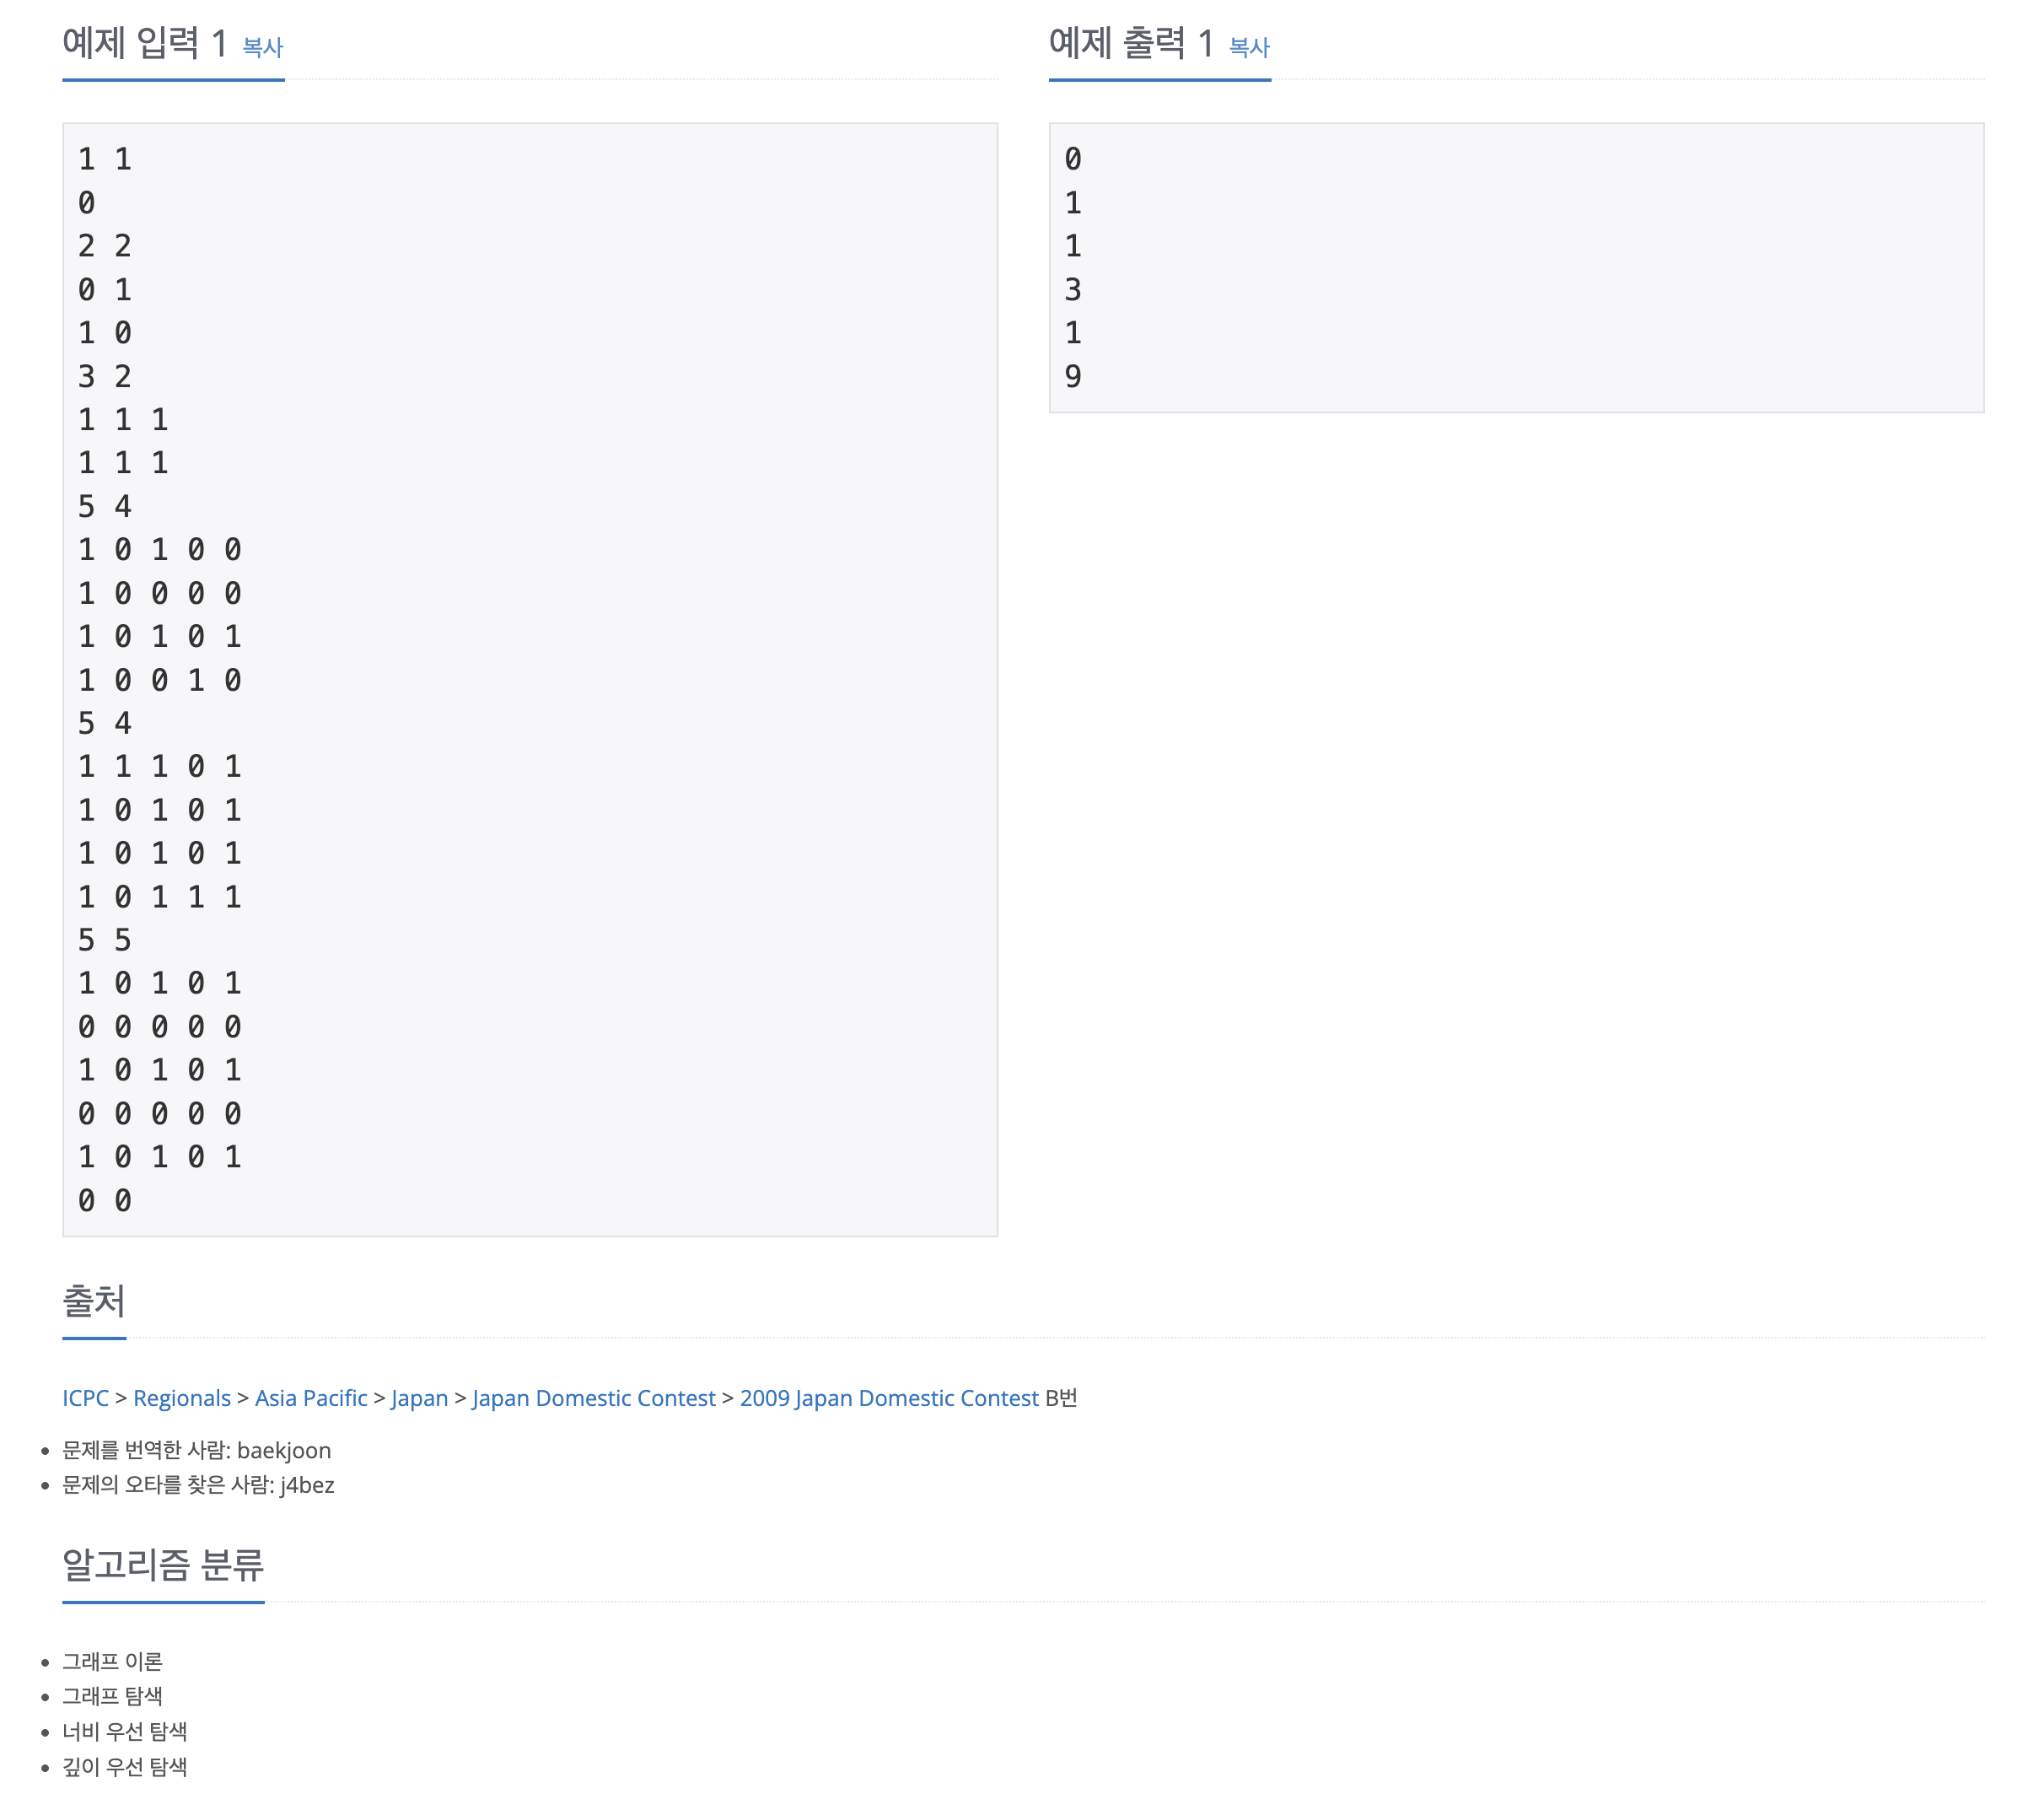 예제 입력 1 복사
1 1
0
2 2
0 1
1 0
3 2
1 1 1
1 1 1
5 4
1 0 1 0 0
1 0 0 0 0
1 0 1 0 1
1 0 0 1 0
5 4
1 1 1 0 1
1 0 1 0 1
1 0 1 0 1
1 0 1 1 1
5 5
1 0 1 0 1
0 0 0 0 0
1 0 1 0 1
0 0 0 0 0
1 0 1 0 1
0 0
예제 출력 1 복사
0
1
1
3
1
9
출처
ICPC > Regionals > Asia Pacific > Japan > Japan Domestic Contest > 2009 Japan Domestic Contest B번
문제를 번역한 사람: baekjoon
문제의 오타를 찾은 사람: j4bez
알고리즘 분류
그래프 이론
그래프 탐색
너비 우선 탐색
깊이 우선 탐색